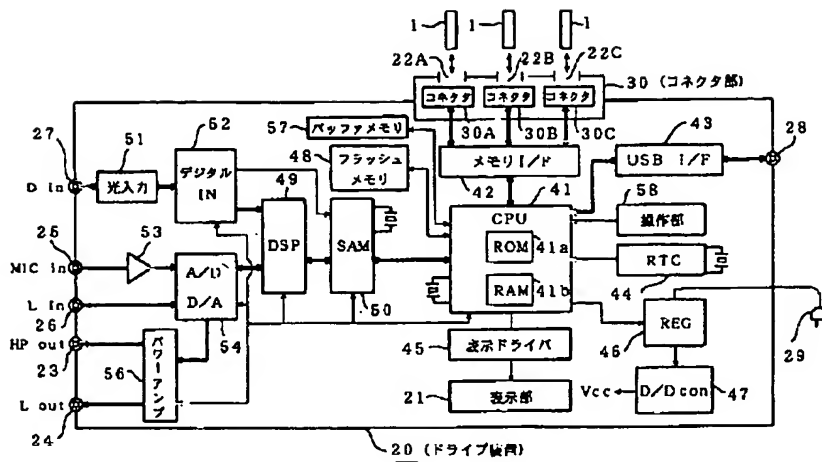 1 1 1
22A 22B 22C
30 (コネクタ部)
コネクタ コネクタ コネクタ
30A 30B 30C
27 51 52
57 バッファメモリ
43 28
D In 光入力 デジタル IN
48 フラッシュ メモリ
メモリ I/F
USB I/F
42 41
49
58
操作部
25 53
DSP SAM
CPU
ROM 41a
RTC
MIC in A/D
RAM 41b
44
L In D/A
50
26 54
45 表示ドライバ
REG
46 29
HP out
23 56 パワーアンプ
21 表示部
Vcc D/D con 47
L out
24
20 (ドライブ装置)